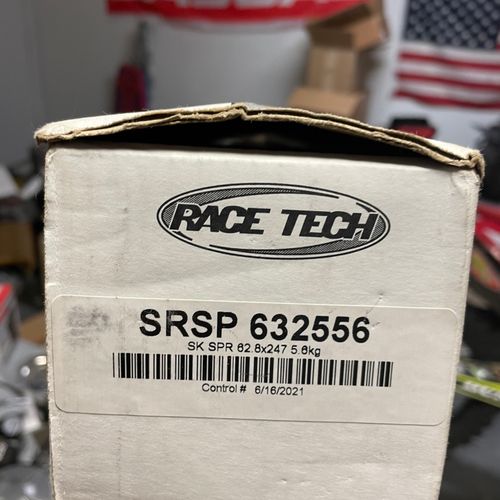 RACE TECH
SRSP 632556
SK SPR 62.8x247 5.6kg
Control # 6/16/2021